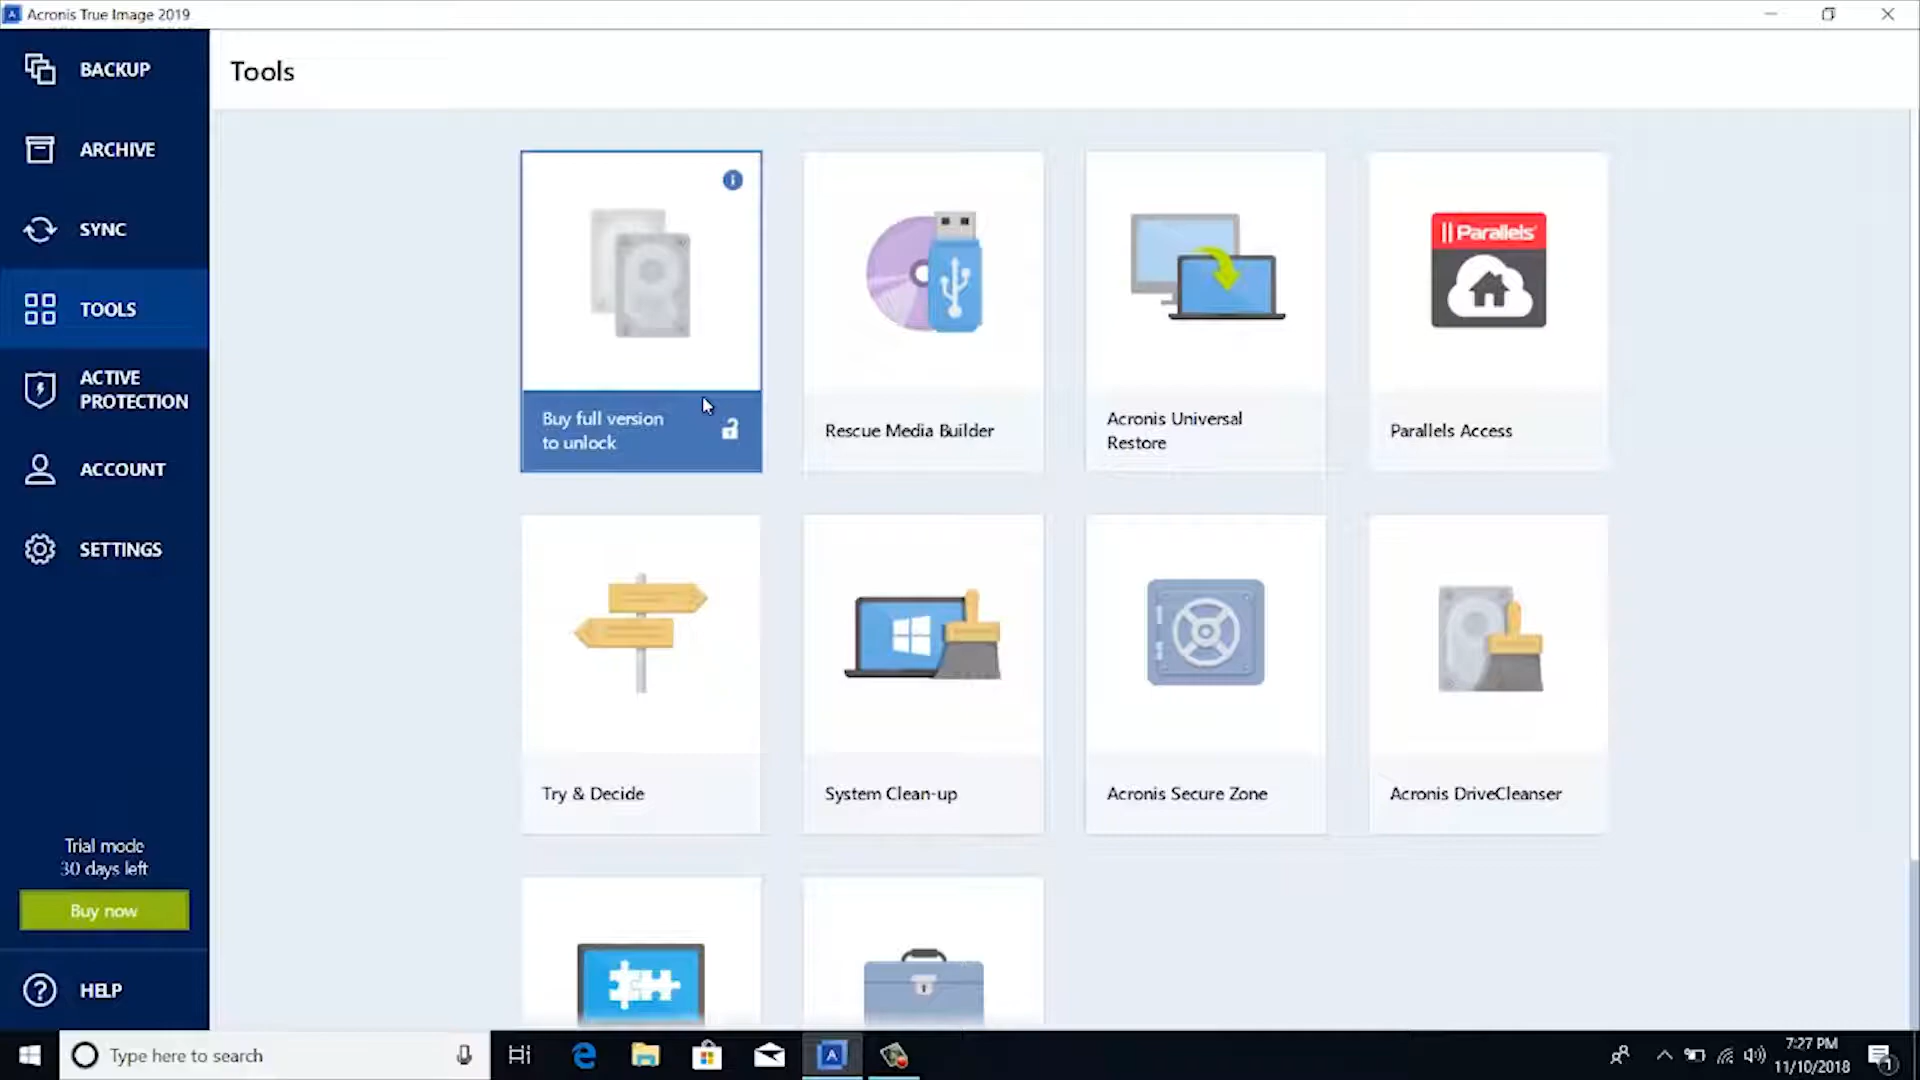 Acronis True Image 2019
BACKUP
ARCHIVE
SYNC
TOOLS
ACTIVE
PROTECTION
ACCOUNT
SETTINGS
Trial mode
30 days left
Buy now
HELP
Tools
Buy full version
to unlock
Rescue Media Builder
Acronis Universal
Restore
Parallels
Parallels Access
Try & Decide
System Clean-up
Acronis Secure Zone
Acronis DriveCleanser
Type here to search
7:27 PM
11/10/2018
1